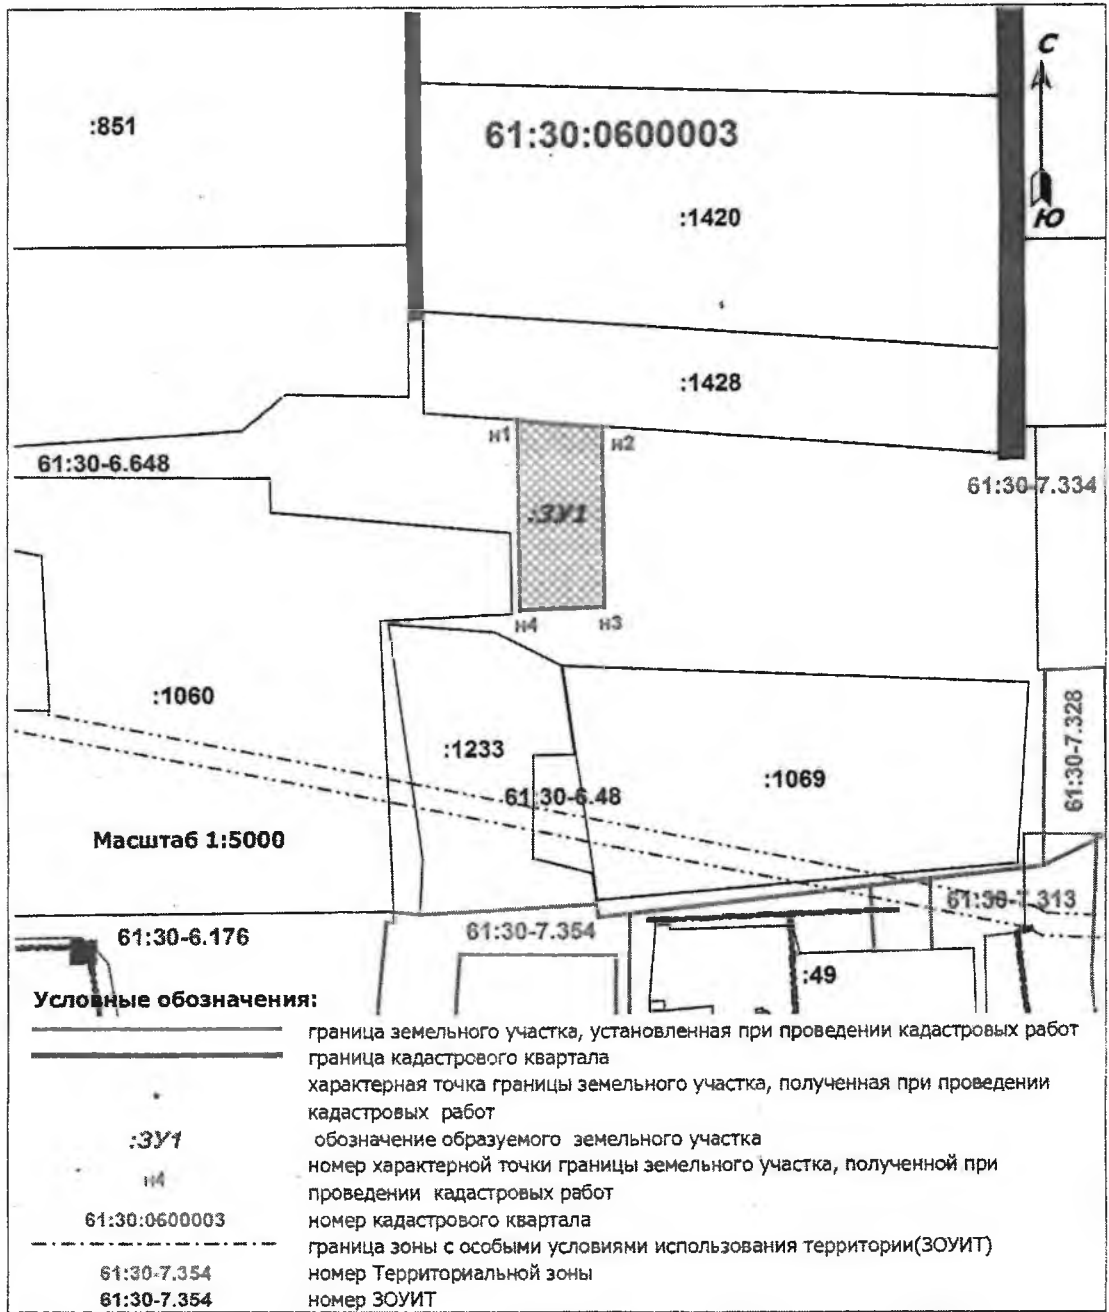 С
:851
61:30:0600003
:1420
Ю
:1428
н1
н2
61:30-6.648
61:30-7.334
:ЗУ1
н4
н3
:1060
61:30-7.328
:1233
:1069
61:30-6.48
Масштаб 1:5000
61:30-7.313
61:30-6.176
61:30-7.354
:49
Условные обозначения:
граница земельного участка, установленная при проведении кадастровых работ
граница кадастрового квартала
характерная точка границы земельного участка, полученная при проведении
кадастровых работ
:ЗУ1 обозначение образуемого земельного участка
н4 номер характерной точки границы земельного участка, полученной при
проведении кадастровых работ
61:30:0600003 номер кадастрового квартала
граница зоны с особыми условиями использования территории(ЗОУИТ)
61:30-7.354 номер Территориальной зоны
61:30-7.354 номер ЗОУИТ